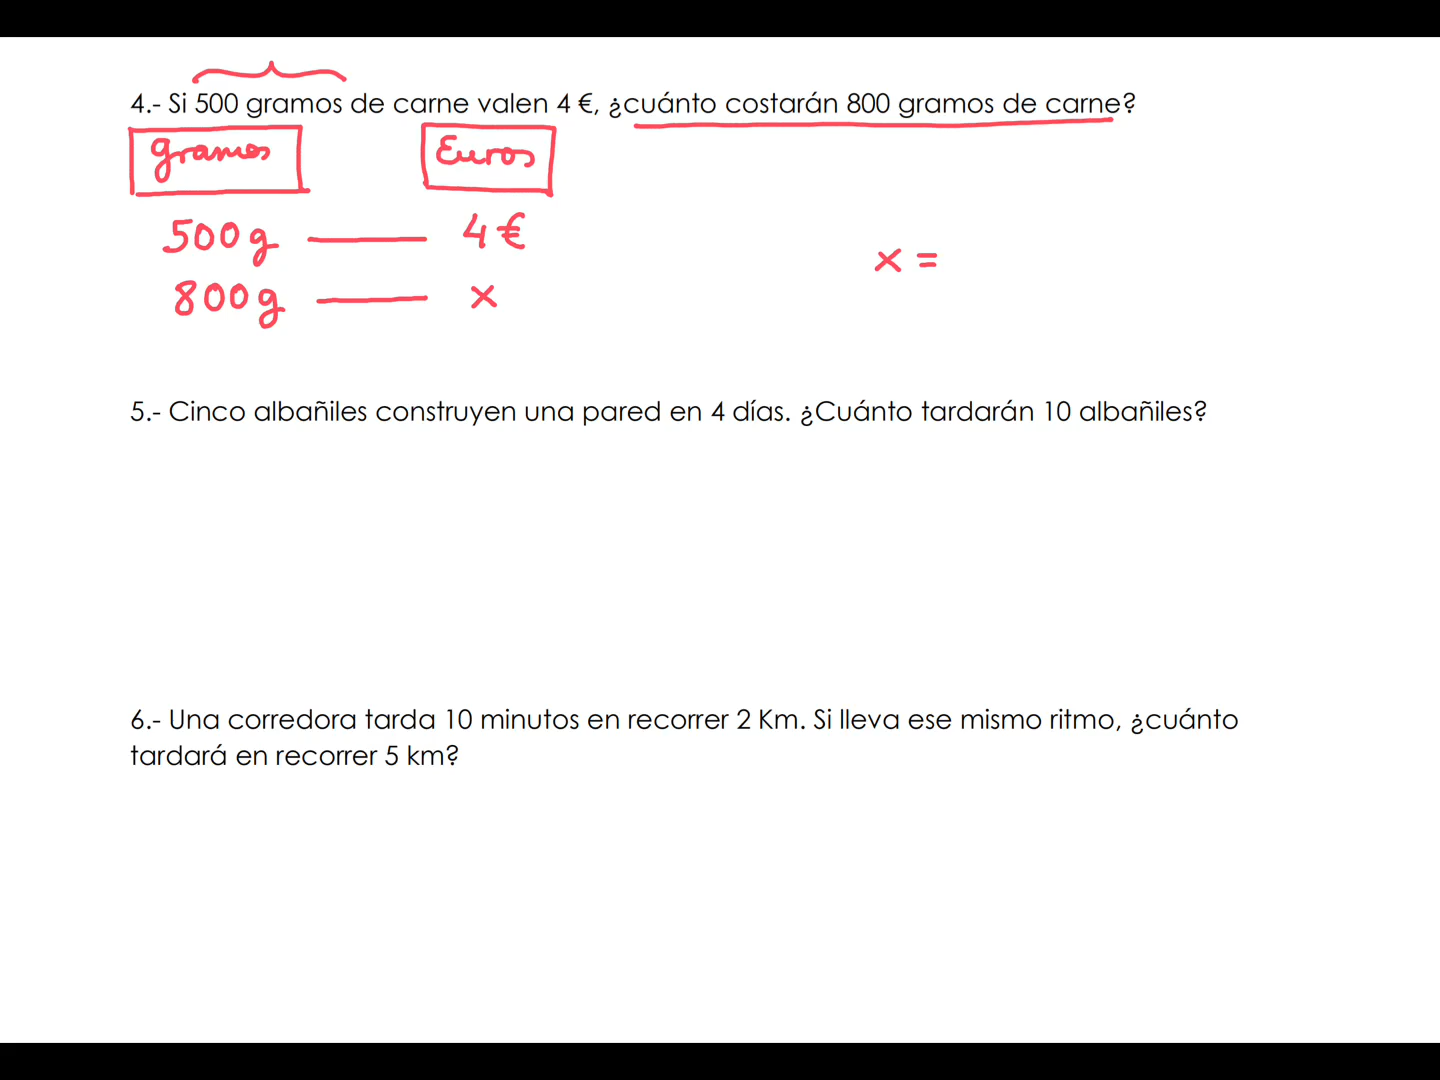 4.- Si 500 gramos de carne valen 4 €, ¿cuánto costarán 800 gramos de carne?
gramos Euros
500g —— 4€
x =
800g —— x
5.- Cinco albañiles construyen una pared en 4 días. ¿Cuánto tardarán 10 albañiles?
6.- Una corredora tarda 10 minutos en recorrer 2 Km. Si lleva ese mismo ritmo, ¿cuánto
tardará en recorrer 5 km?